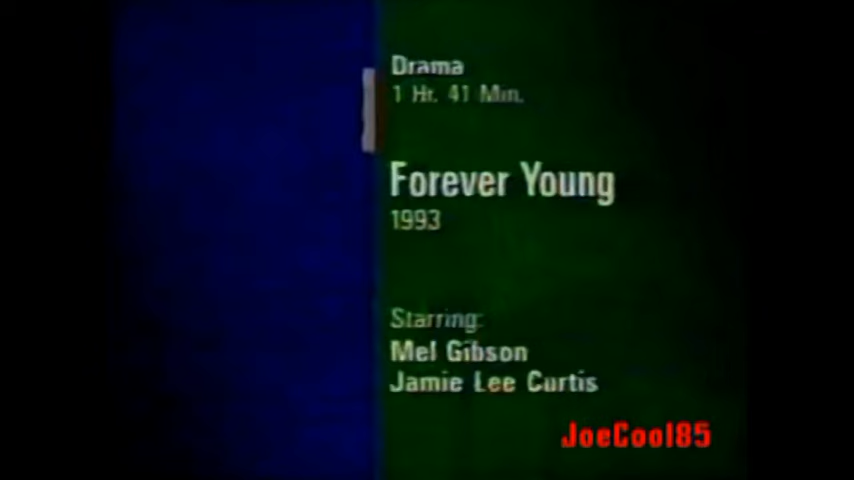 Drama
1 Hr. 41 Min.
Forever Young
1993
Starring:
Mel Gibson
Jamie Lee Curtis
JoeCool85